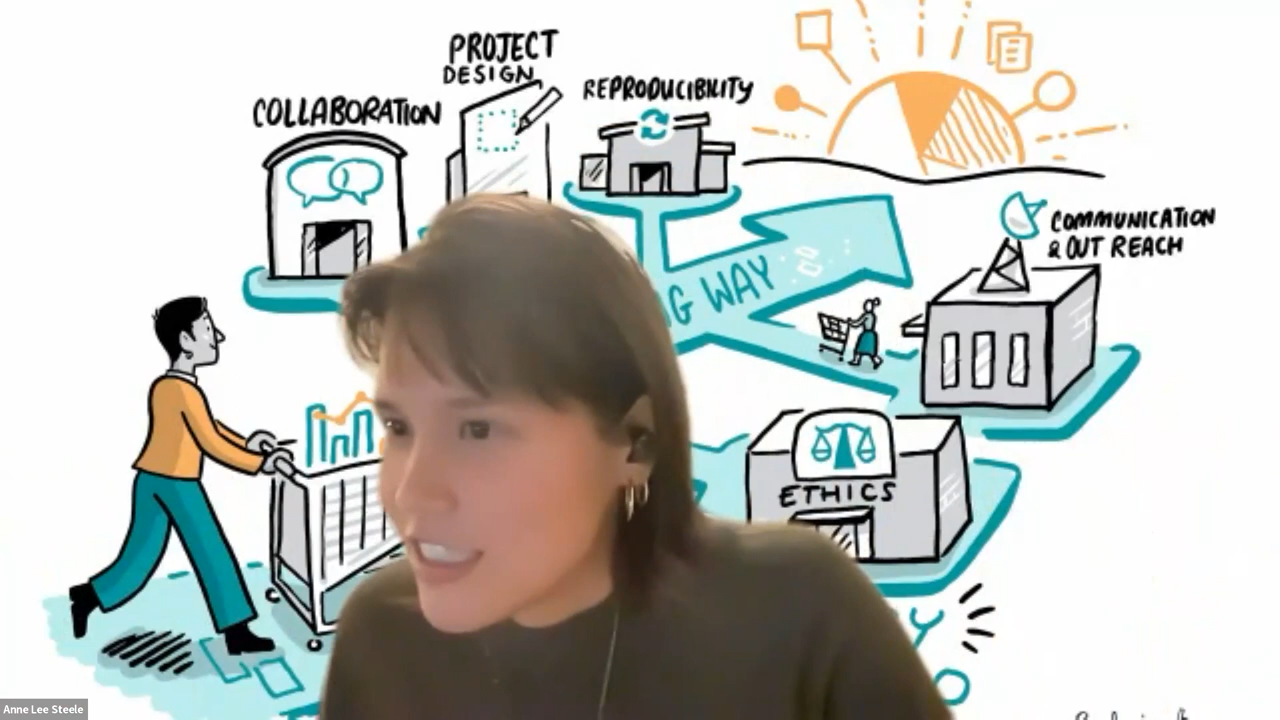 PROJECT
DESIGN
REPRODUCIBILITY
COLLABORATION
COMMUNICATION
& OUT REACH
WAY
ETHICS
Anne Lee Steele